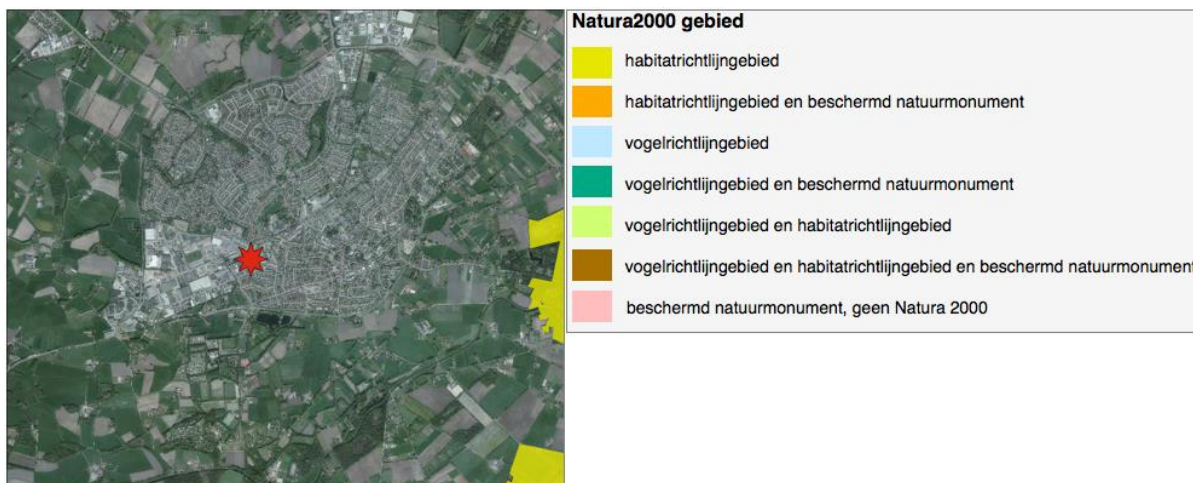 Natura2000 gebied
habitatrichtlijngebied
habitatrichtlijngebied en beschermd natuurmonument
vogelrichtlijngebied
vogelrichtlijngebied en beschermd natuurmonument
vogelrichtlijngebied en habitatrichtlijngebied
vogelrichtlijngebied en habitatrichtlijngebied en beschermd natuurmonument
beschermd natuurmonument, geen Natura 2000